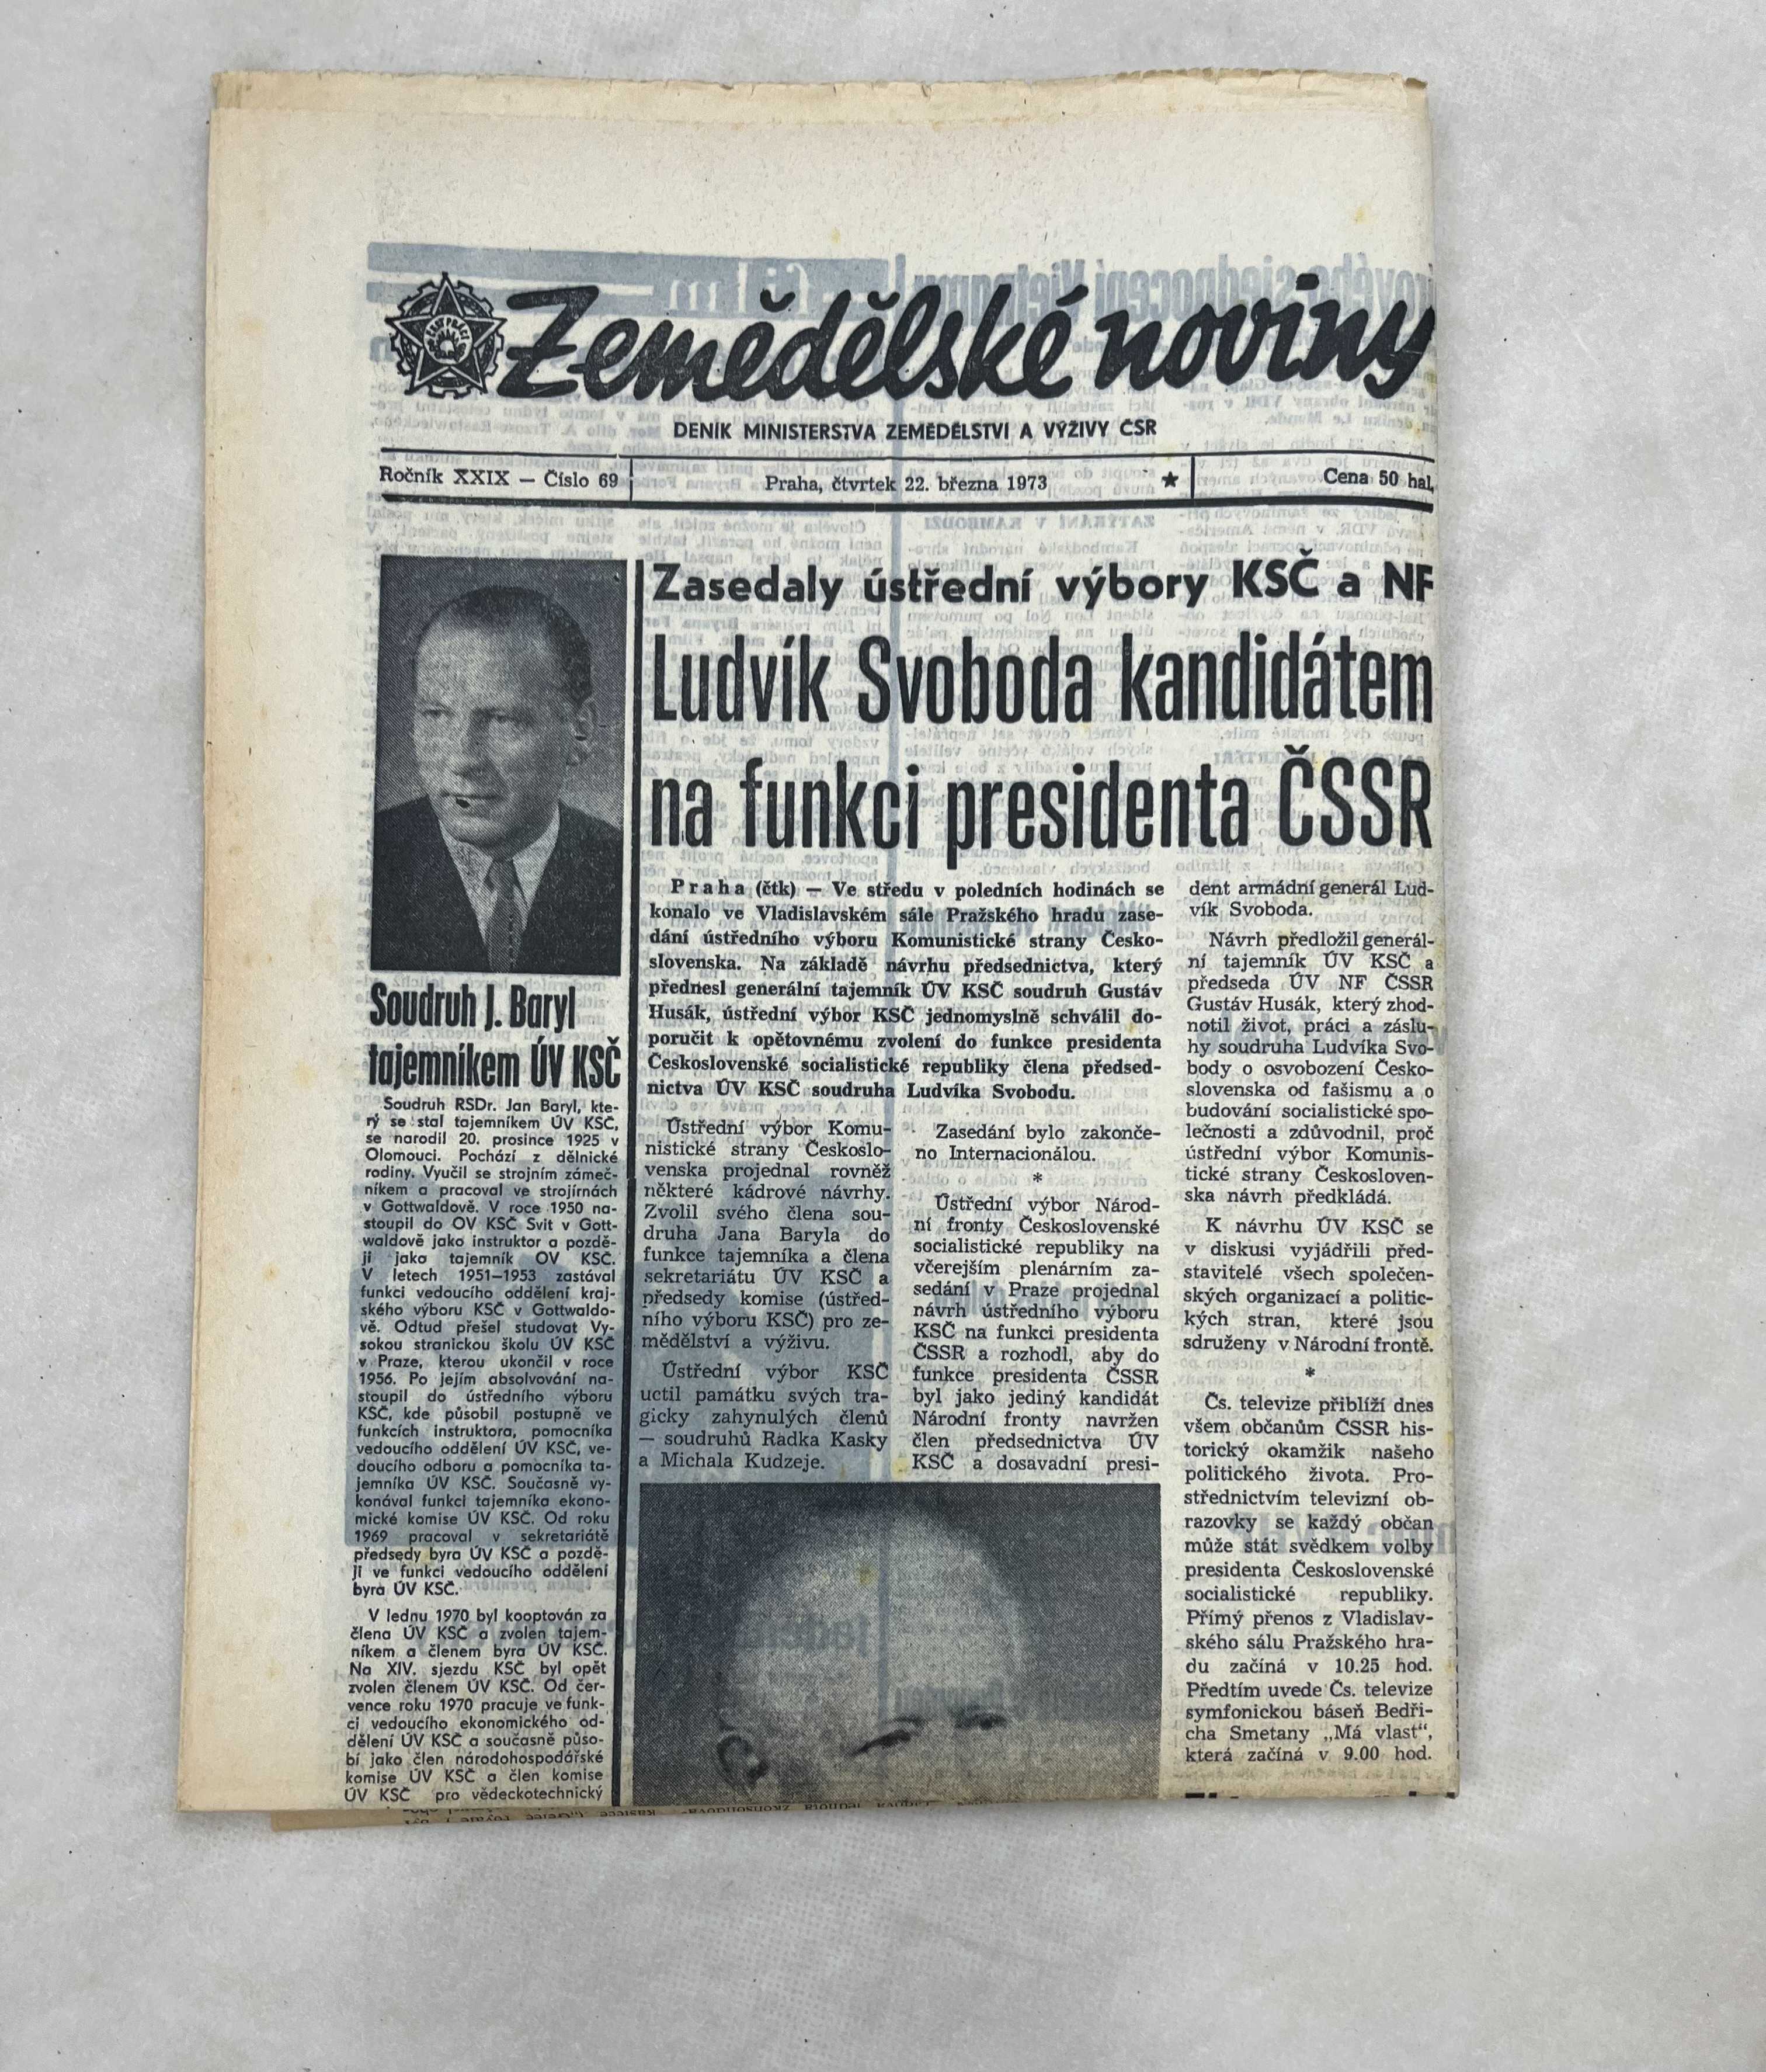 Zemědělské noviny
DENÍK MINISTERSTVA ZEMĚDĚLSTVÍ A VÝŽIVY ČSR
Ročník XXIX — Číslo 69
Praha, čtvrtek 22. března 1973 ★
Cena 50 hal.
Soudruh J. Baryl
tajemníkem ÚV KSČ
Soudruh RSDr. Jan Baryl, kte-
rý se stal tajemníkem ÚV KSČ,
se narodil 20. prosince 1925 v
Olomouci. Pochází z dělnické
rodiny. Vyučil se strojním zámeč-
níkem a pracoval ve strojírnách
v Gottwaldově. V roce 1950 na-
stoupil do OV KSČ Svit v Gott-
waldově jako instruktor a pozdě-
ji jako tajemník OV KSČ.
V letech 1951—1953 zastával
funkci vedoucího oddělení kraj-
ského výboru KSČ v Gottwaldo-
vě. Odtud přešel studovat Vy-
sokou stranickou školu ÚV KSČ
v Praze, kterou ukončil v roce
1956. Po jejím absolvování na-
stoupil do ústředního výboru
KSČ, kde působil postupně ve
funkcích instruktora, pomocníka
vedoucího oddělení ÚV KSČ, ve-
doucího odboru a pomocníka ta-
jemníka ÚV KSČ. Současně vy-
konával funkci tajemníka ekono-
mické komise ÚV KSČ. Od roku
1969 pracoval v sekretariátě
předsedy byra ÚV KSČ a pozdě-
ji ve funkci vedoucího oddělení
byra ÚV KSČ.
V lednu 1970 byl kooptován za
člena ÚV KSČ a zvolen tajem-
níkem a členem byra ÚV KSČ.
Na XIV. sjezdu KSČ byl opět
zvolen členem ÚV KSČ. Od čer-
vence roku 1970 pracuje ve funk-
ci vedoucího ekonomického od-
dělení ÚV KSČ a současně půso-
bí jako člen národohospodářské
komise ÚV KSČ a člen komise
ÚV KSČ pro vědeckotechnický
Zasedaly ústřední výbory KSČ a NF
Ludvík Svoboda kandidátem
na funkci presidenta ČSSR
Praha (čtk) — Ve středu v poledních hodinách se
konalo ve Vladislavském sále Pražského hradu zase-
dání ústředního výboru Komunistické strany Česko-
slovenska. Na základě návrhu předsednictva, který
přednesl generální tajemník ÚV KSČ soudruh Gustáv
Husák, ústřední výbor KSČ jednomyslně schválil do-
poručit k opětovnému zvolení do funkce presidenta
Československé socialistické republiky člena předsed-
nictva ÚV KSČ soudruha Ludvíka Svobodu.
Ústřední výbor Komu-
nistické strany Českoslo-
venska projednal rovněž
některé kádrové návrhy.
Zvolil svého člena sou-
druha Jana Baryla do
funkce tajemníka a člena
sekretariátu ÚV KSČ a
předsedy komise (ústřed-
ního výboru KSČ) pro ze-
mědělství a výživu.
Ústřední výbor KSČ
uctil památku svých tra-
gicky zahynulých členů
— soudruhů Radka Kasky
a Michala Kudzeje.
Zasedání bylo zakonče-
no Internacionálou.
*
Ústřední výbor Národ-
ní fronty Československé
socialistické republiky na
včerejším plenárním za-
sedání v Praze projednal
návrh ústředního výboru
KSČ na funkci presidenta
ČSSR a rozhodl, aby do
funkce presidenta ČSSR
byl jako jediný kandidát
Národní fronty navržen
člen předsednictva ÚV
KSČ a dosavadní presi-
dent armádní generál Lud-
vík Svoboda.
Návrh předložil generál-
ní tajemník ÚV KSČ a
předseda ÚV NF ČSSR
Gustáv Husák, který zhod-
notil život, práci a záslu-
hy soudruha Ludvíka Svo-
body o osvobození Česko-
slovenska od fašismu a o
budování socialistické spo-
lečnosti a zdůvodnil, proč
ústřední výbor Komunis-
tické strany Českosloven-
ska návrh předkládá.
K návrhu ÚV KSČ se
v diskusi vyjádřili před-
stavitelé všech společen-
ských organizací a politic-
kých stran, které jsou
sdruženy v Národní frontě.
*
Čs. televize přiblíží dnes
všem občanům ČSSR his-
torický okamžik našeho
politického života. Pro-
střednictvím televizní ob-
razovky se každý občan
může stát svědkem volby
presidenta Československé
socialistické republiky.
Přímý přenos z Vladislav-
ského sálu Pražského hra-
du začíná v 10.25 hod.
Předtím uvede Čs. televize
symfonickou báseň Bedři-
cha Smetany „Má vlast“,
která začíná v 9.00 hod.